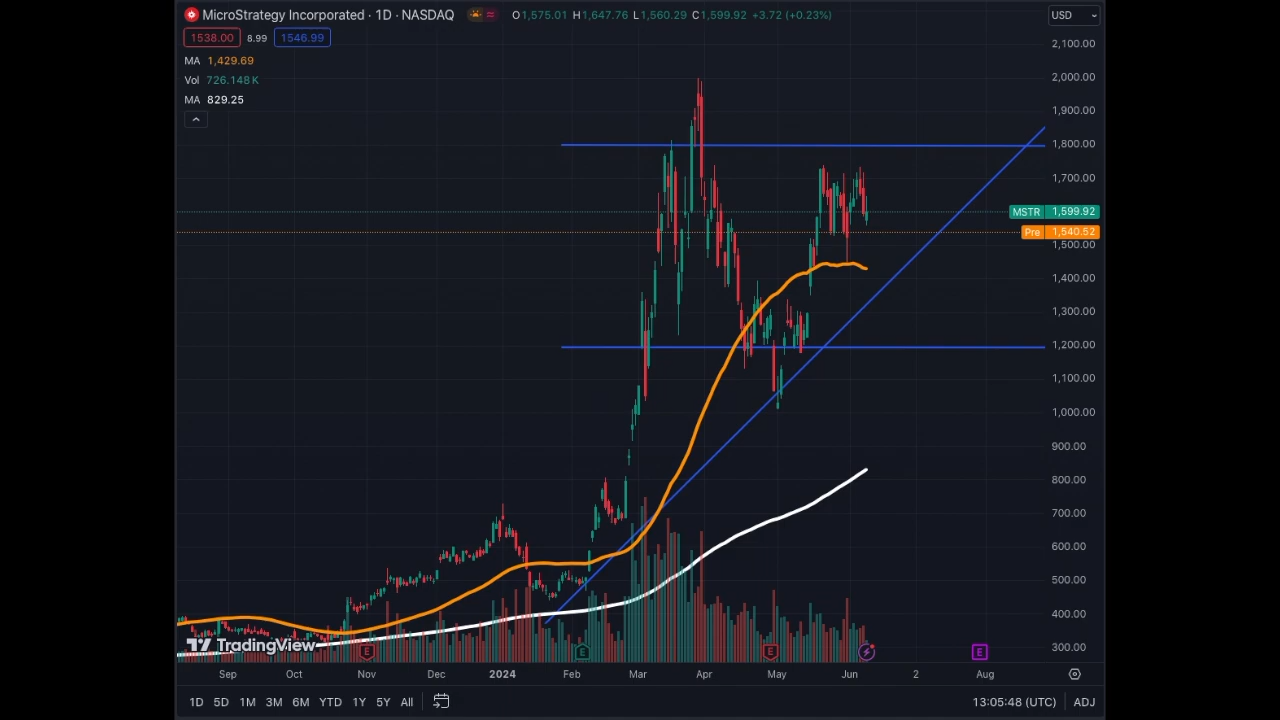 MicroStrategy Incorporated · 1D · NASDAQ O1,575.01 H1,647.76 L1,560.29 C1,599.92 +3.72 (+0.23%) USD
1538.00 8.99 1546.99
MA 1,429.69
Vol 726.148K
MA 829.25
2,100.00
2,000.00
1,900.00
1,800.00
1,700.00
MSTR 1,599.92
Pre 1,540.52
1,500.00
1,400.00
1,300.00
1,200.00
1,100.00
1,000.00
900.00
800.00
700.00
600.00
500.00
400.00
300.00
TradingView
E E E E
Sep Oct Nov Dec 2024 Feb Mar Apr May Jun 2 Aug
1D 5D 1M 3M 6M YTD 1Y 5Y All 13:05:48 (UTC) ADJ